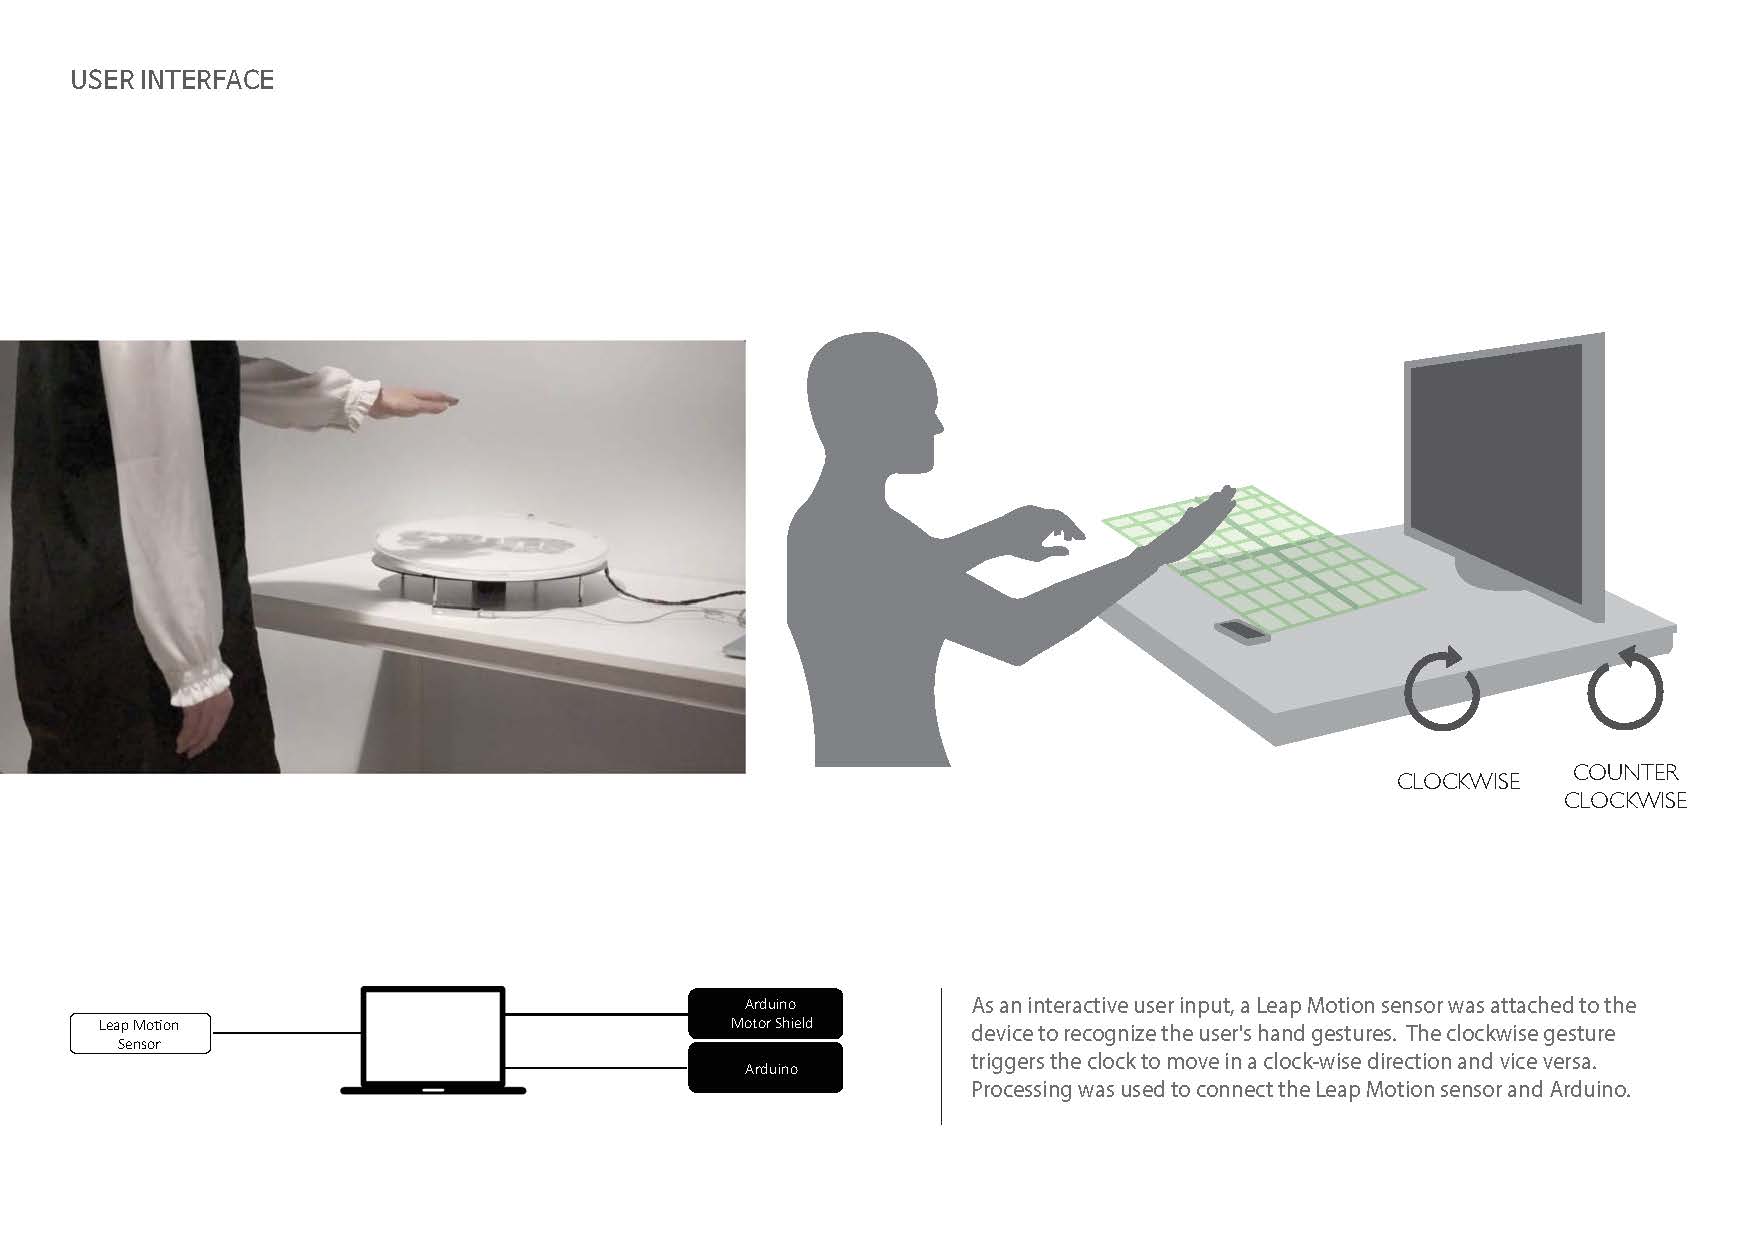 USER INTERFACE
CLOCKWISE
COUNTER
CLOCKWISE
Leap Motion
Sensor
Arduino
Motor Shield
Arduino
As an interactive user input, a Leap Motion sensor was attached to the
device to recognize the user's hand gestures.  The clockwise gesture
triggers the clock to move in a clock-wise direction and vice versa.
Processing was used to connect the Leap Motion sensor and Arduino.